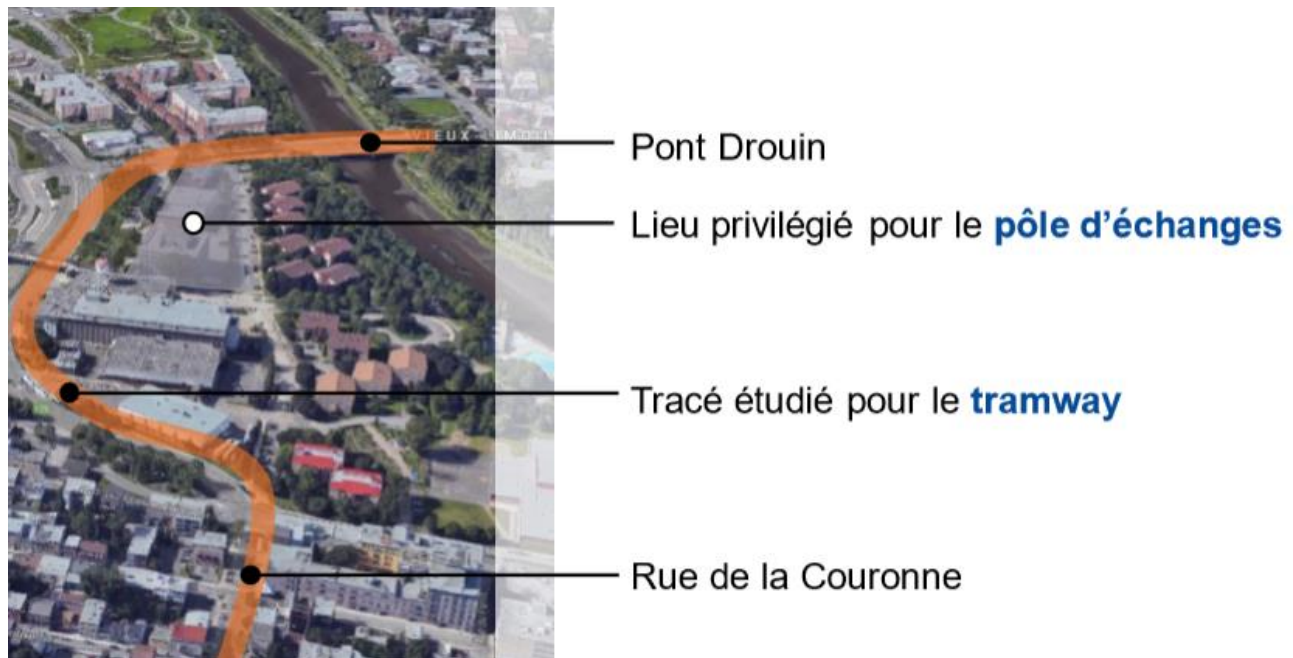 Pont Drouin
Lieu privilégié pour le pôle d'échanges
Tracé étudié pour le tramway
Rue de la Couronne